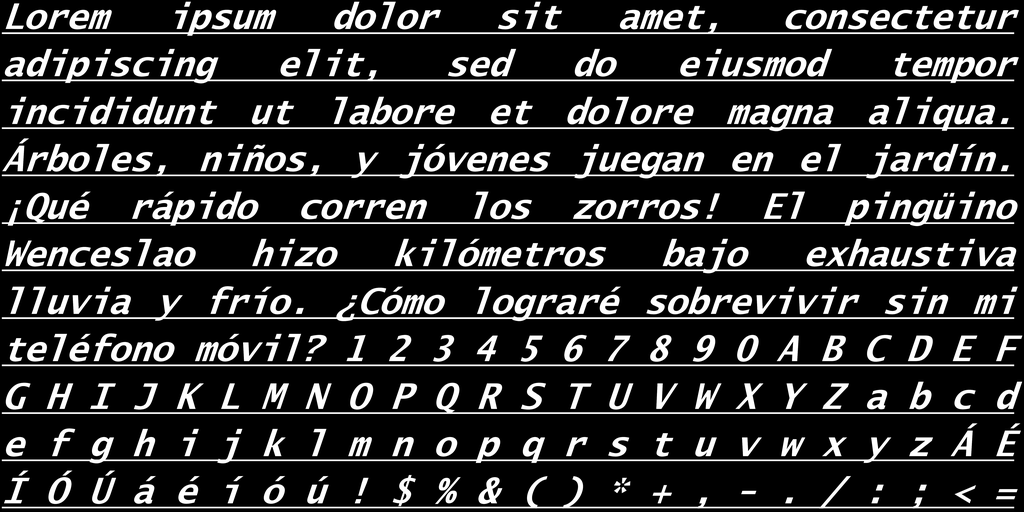 Lorem ipsum dolor sit amet, consectetur
adipiscing elit, sed do eiusmod tempor
incididunt ut labore et dolore magna aliqua.
Árboles, niños, y jóvenes juegan en el jardín.
¡Qué rápido corren los zorros! El pingüino
Wenceslao hizo kilómetros bajo exhaustiva
lluvia y frío. ¿Cómo lograré sobrevivir sin mi
teléfono móvil? 1 2 3 4 5 6 7 8 9 0 A B C D E F
G H I J K L M N O P Q R S T U V W X Y Z a b c d
e f g h i j k l m n o p q r s t u v w x y z Á É
Í Ó Ú á é í ó ú ! $ % & ( ) * + , - . / : ; < =